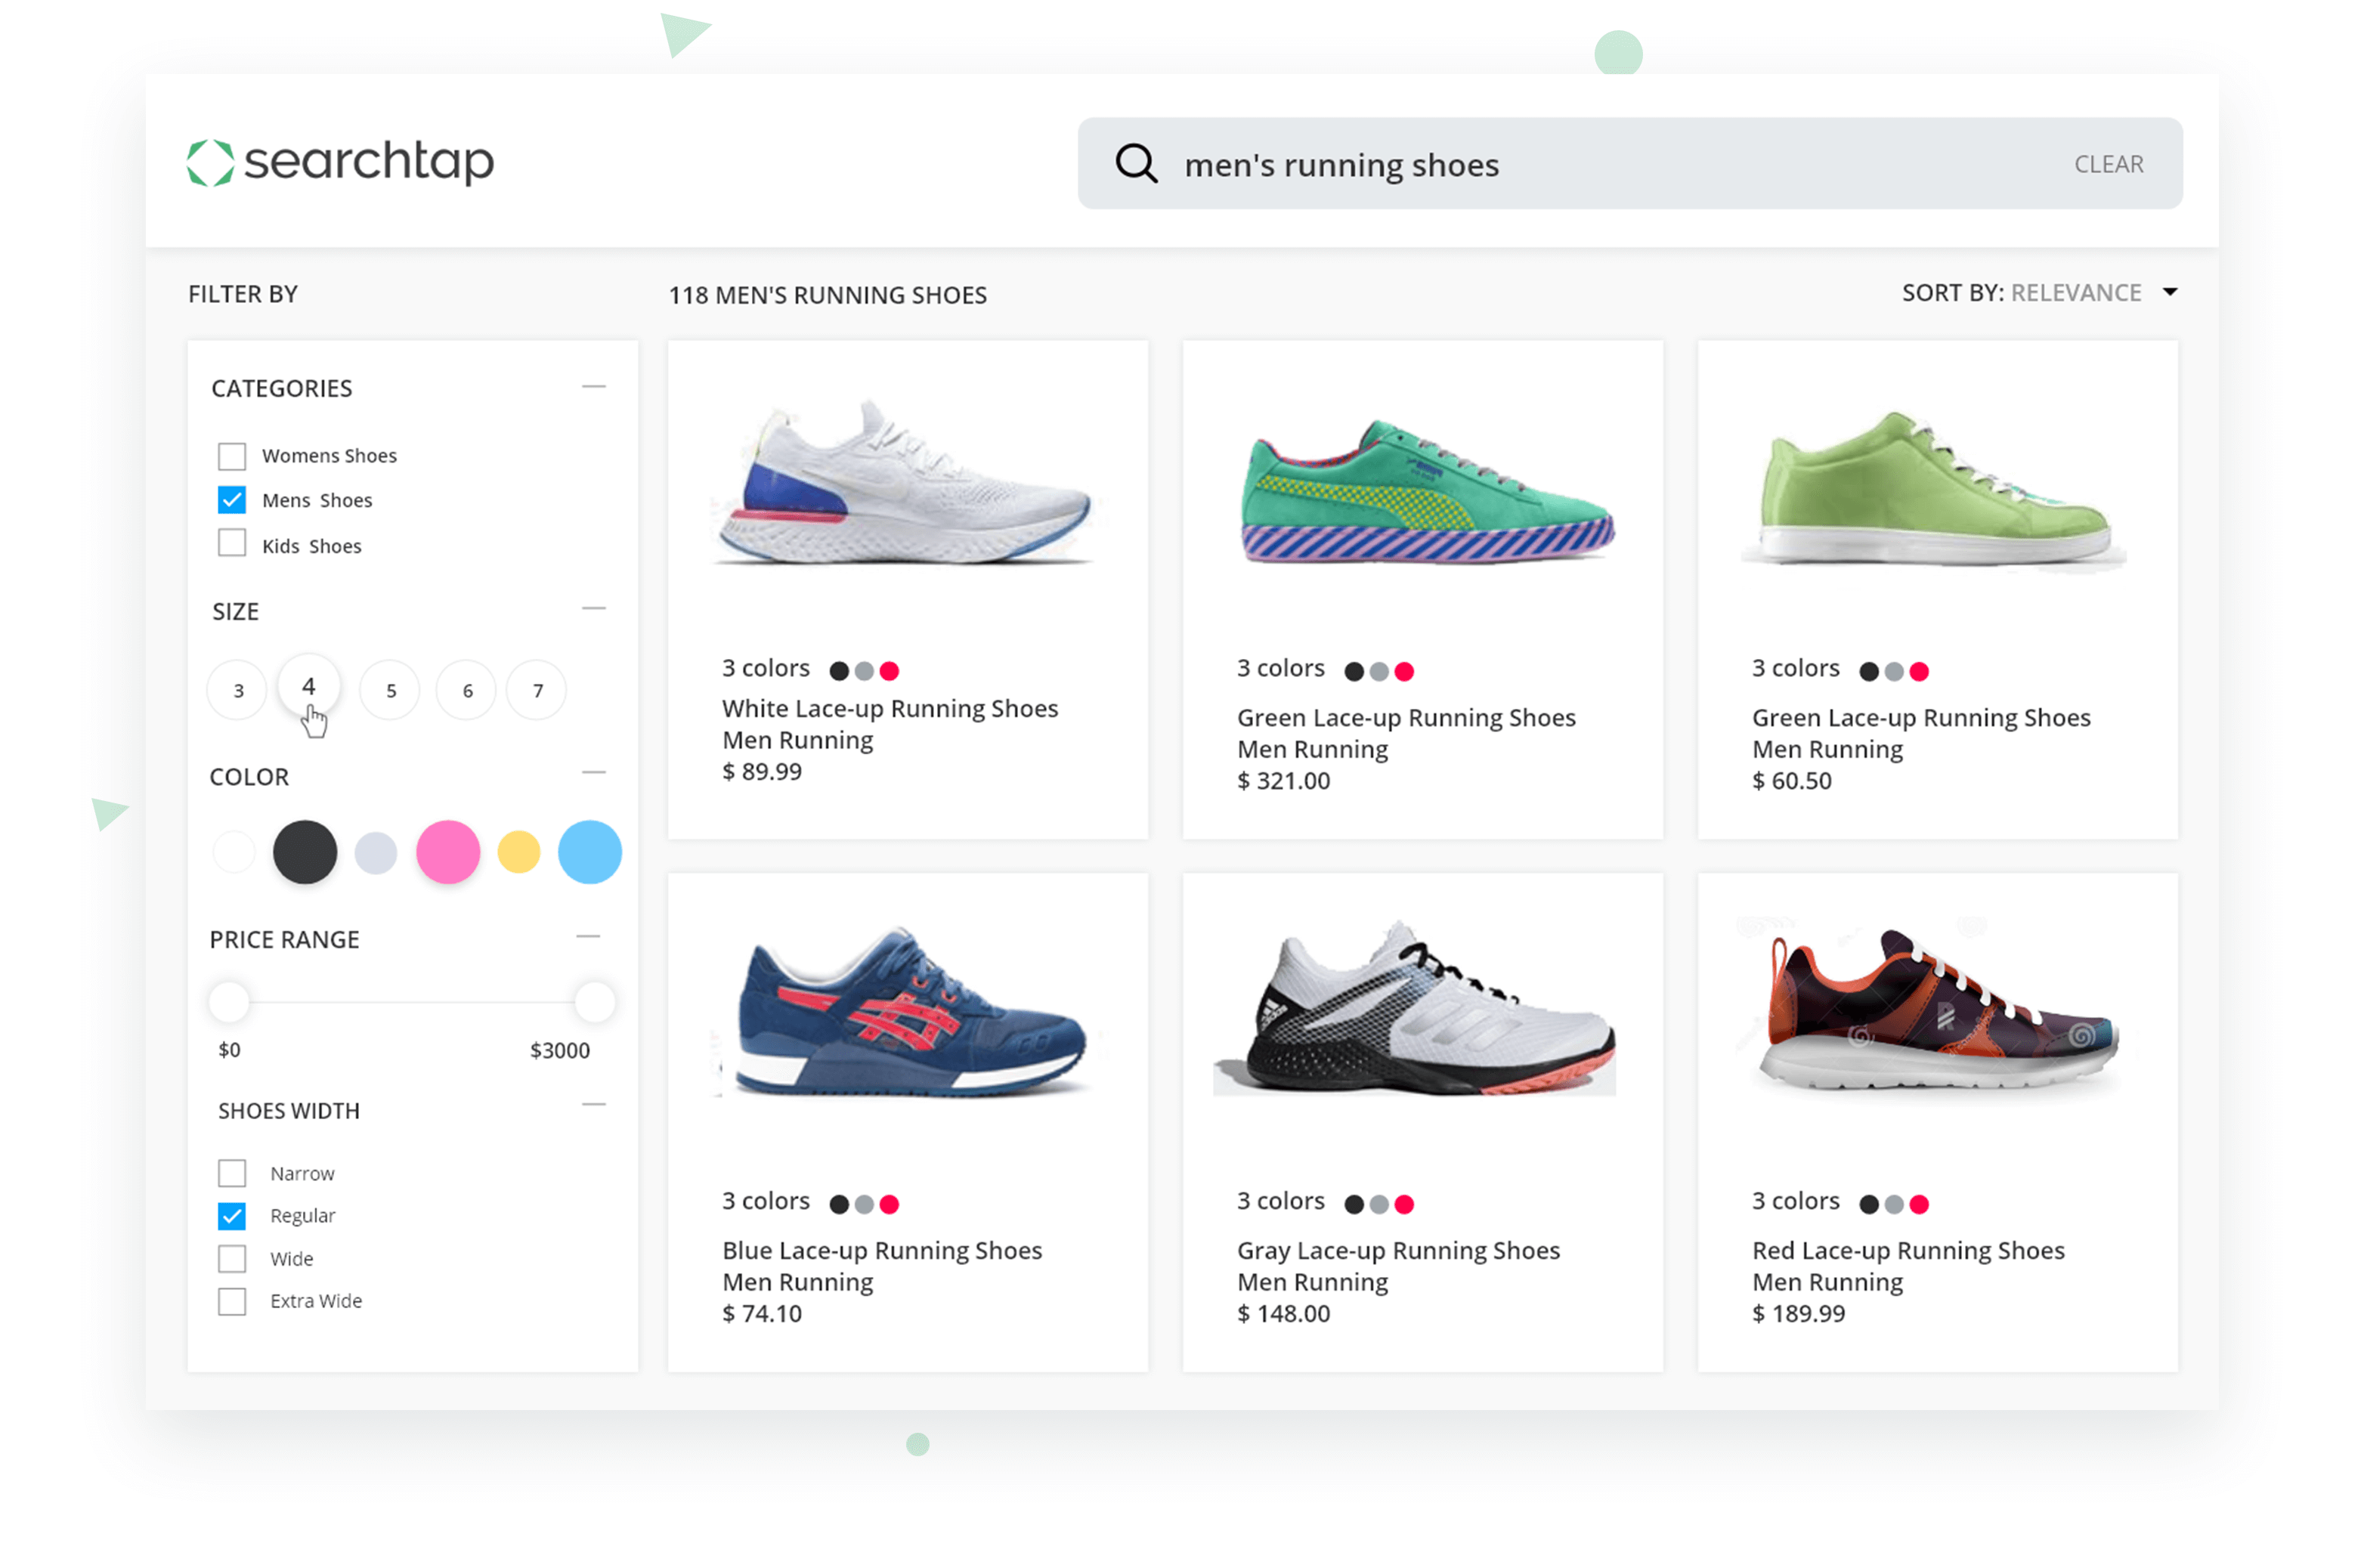 searchtap
men's running shoes
CLEAR
FILTER BY
118 MEN'S RUNNING SHOES
SORT BY: RELEVANCE
CATEGORIES
Womens Shoes
Mens Shoes
Kids Shoes
SIZE
3 4 5 6 7
COLOR
PRICE RANGE
$0 $3000
SHOES WIDTH
Narrow
Regular
Wide
Extra Wide
3 colors
White Lace-up Running Shoes
Men Running
$ 89.99
3 colors
Green Lace-up Running Shoes
Men Running
$ 321.00
3 colors
Green Lace-up Running Shoes
Men Running
$ 60.50
3 colors
Blue Lace-up Running Shoes
Men Running
$ 74.10
adidas
3 colors
Gray Lace-up Running Shoes
Men Running
$ 148.00
3 colors
Red Lace-up Running Shoes
Men Running
$ 189.99